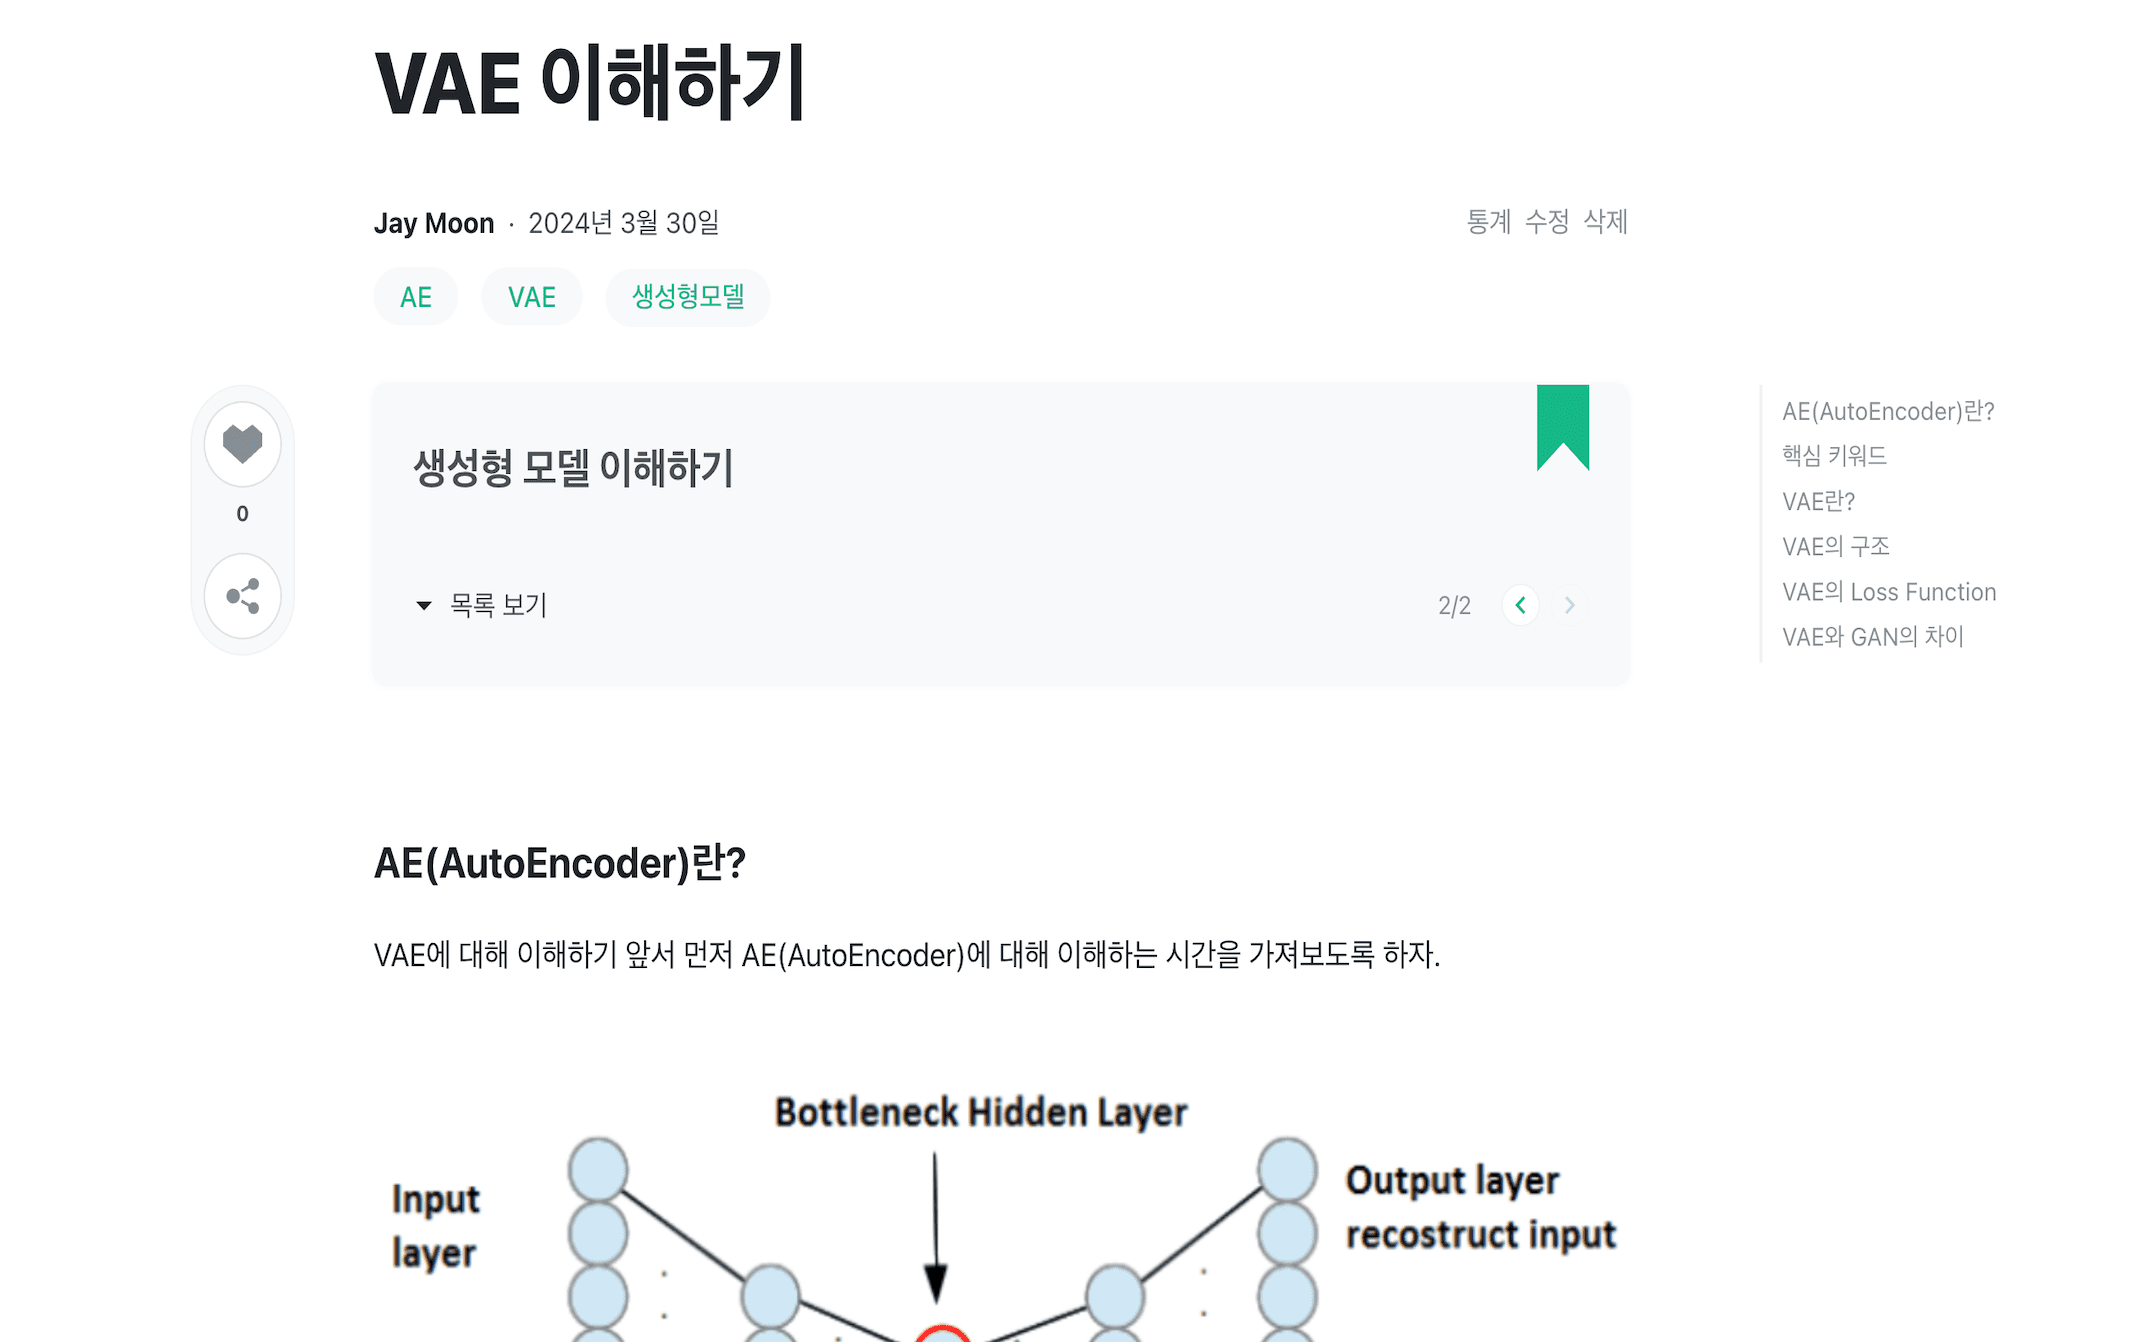 VAE 이해하기
Jay Moon · 2024년 3월 30일
통계 수정 삭제
AE VAE 생성형모델
0
생성형 모델 이해하기
목록 보기
2/2
AE(AutoEncoder)란?
핵심 키워드
VAE란?
VAE의 구조
VAE의 Loss Function
VAE와 GAN의 차이
AE(AutoEncoder)란?
VAE에 대해 이해하기 앞서 먼저 AE(AutoEncoder)에 대해 이해하는 시간을 가져보도록 하자.
Bottleneck Hidden Layer
Input
layer
Output layer
recostruct input